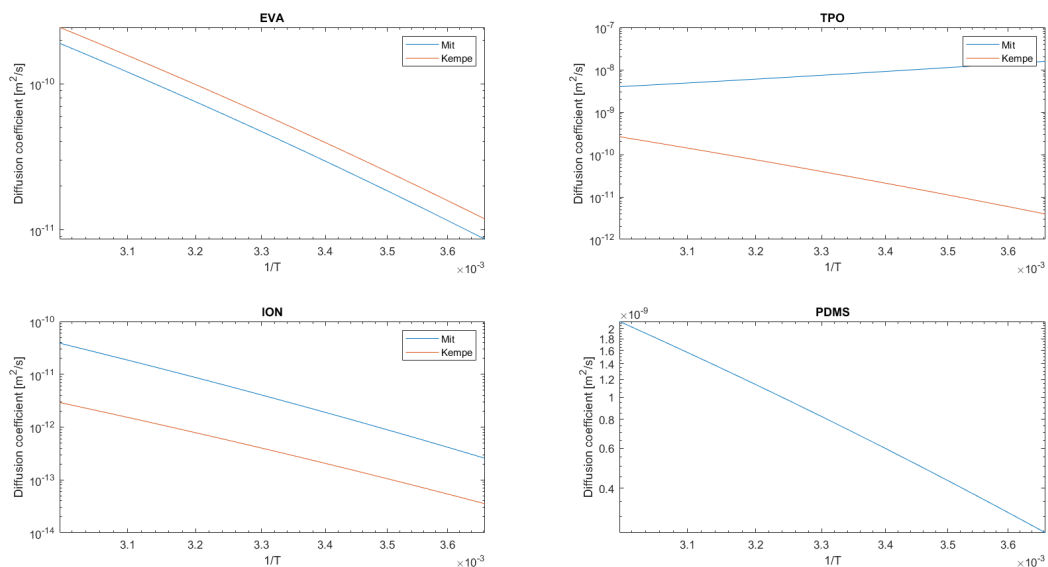 EVA
Diffusion coefficient [m²/s]
10⁻¹⁰
10⁻¹¹
Mit
Kempe
3.1 3.2 3.3 3.4 3.5 3.6
1/T
×10⁻³
TPO
Diffusion coefficient [m²/s]
10⁻⁷
10⁻⁸
10⁻⁹
10⁻¹⁰
10⁻¹¹
10⁻¹²
Mit
Kempe
3.1 3.2 3.3 3.4 3.5 3.6
1/T
×10⁻³
ION
Diffusion coefficient [m²/s]
10⁻¹⁰
10⁻¹¹
10⁻¹²
10⁻¹³
10⁻¹⁴
Mit
Kempe
3.1 3.2 3.3 3.4 3.5 3.6
1/T
×10⁻³
PDMS
×10⁻⁹
Diffusion coefficient [m²/s]
2
1.8
1.6
1.4
1.2
1
0.8
0.6
0.4
3.1 3.2 3.3 3.4 3.5 3.6
1/T
×10⁻³